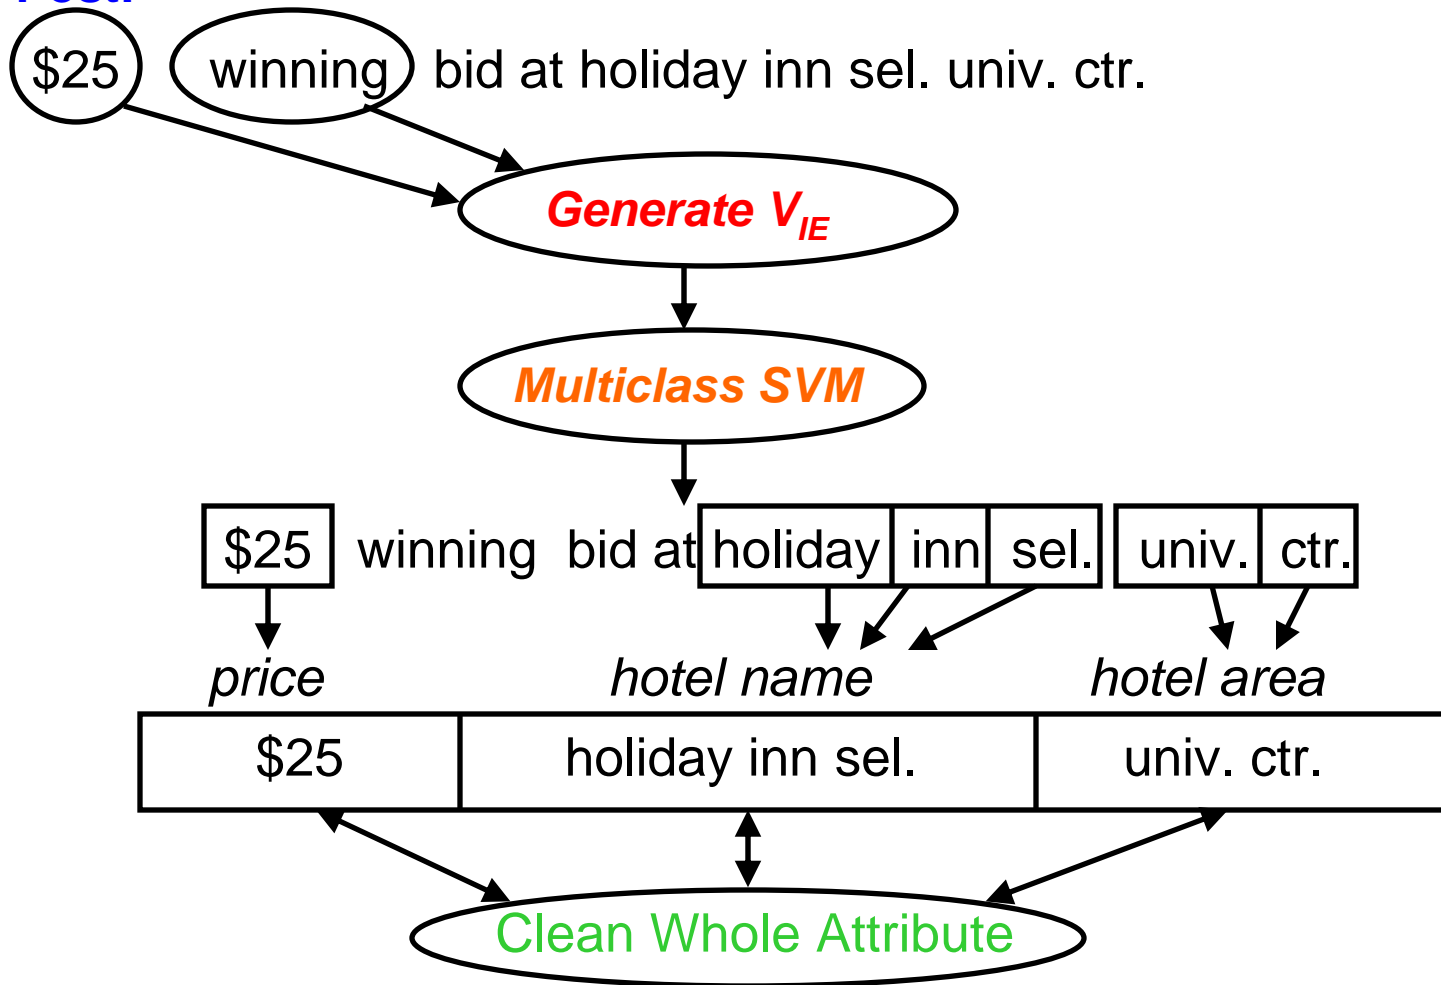 $25 winning bid at holiday inn sel. univ. ctr.
Generate VIE
Multiclass SVM
$25 winning bid at holiday inn sel. univ. ctr.
price hotel name hotel area
$25 holiday inn sel. univ. ctr.
Clean Whole Attribute